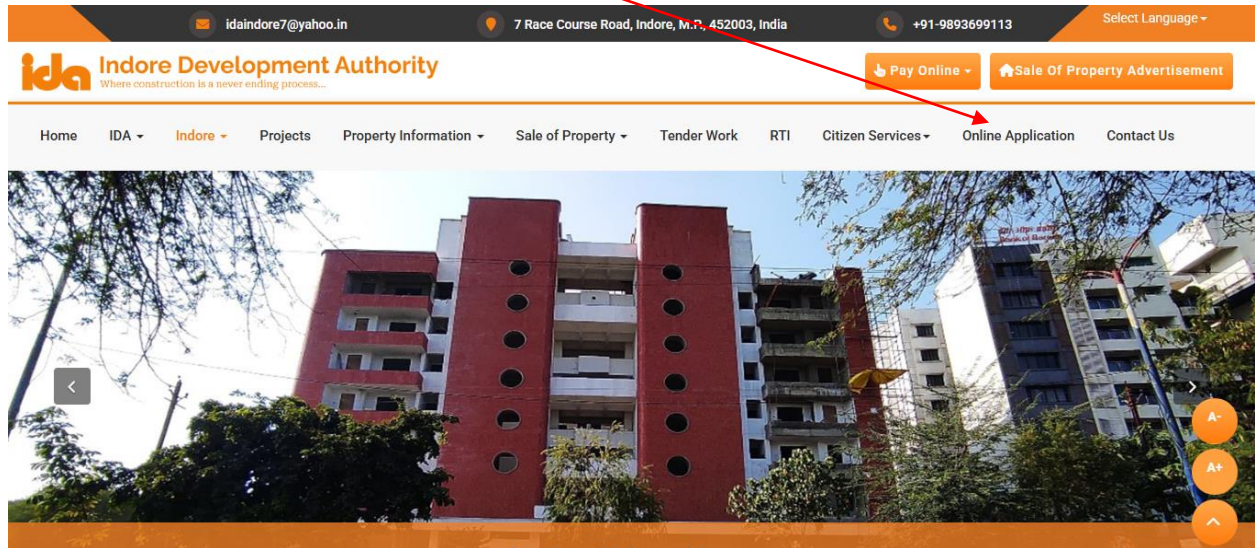 idaindore7@yahoo.in 7 Race Course Road, Indore, M.P., 452003, India +91-9893699113 Select Language
ida Indore Development Authority
Where construction is a never ending process...
Pay Online Sale Of Property Advertisement
Home IDA Indore Projects Property Information Sale of Property Tender Work RTI Citizen Services Online Application Contact Us
A-
A+